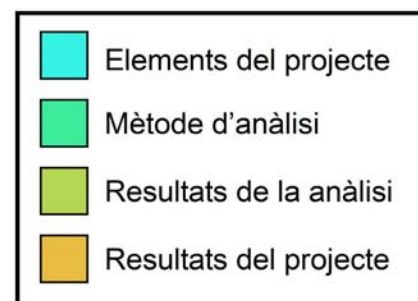 Elements del projecte
Mètode d'anàlisi
Resultats de la anàlisi
Resultats del projecte